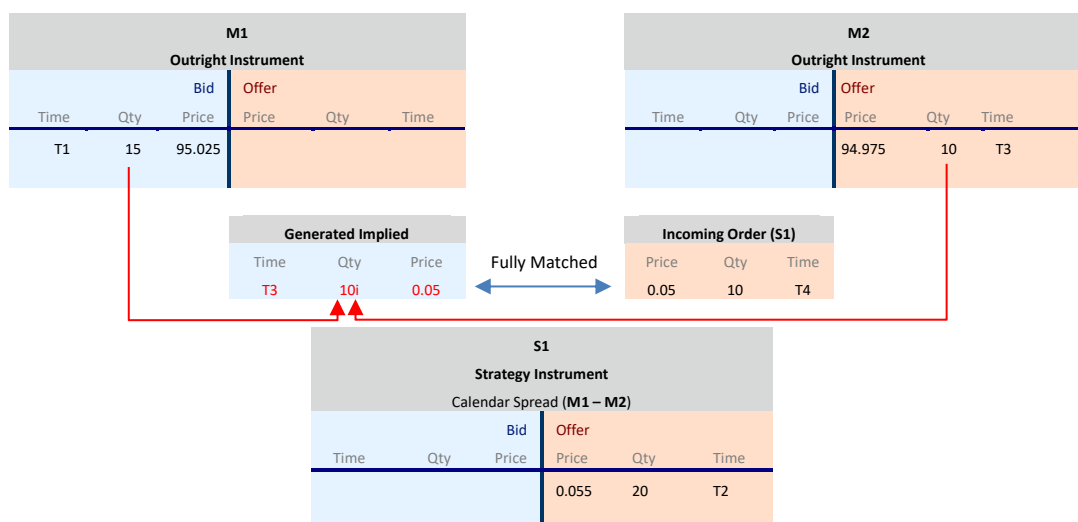 M1
Outright Instrument
Bid Offer
Time Qty Price Price Qty Time
T1 15 95.025
M2
Outright Instrument
Bid Offer
Time Qty Price Price Qty Time
94.975 10 T3
Generated Implied
Time Qty Price
T3 10i 0.05
Fully Matched
Incoming Order (S1)
Price Qty Time
0.05 10 T4
S1
Strategy Instrument
Calendar Spread (M1 – M2)
Bid Offer
Time Qty Price Price Qty Time
0.055 20 T2